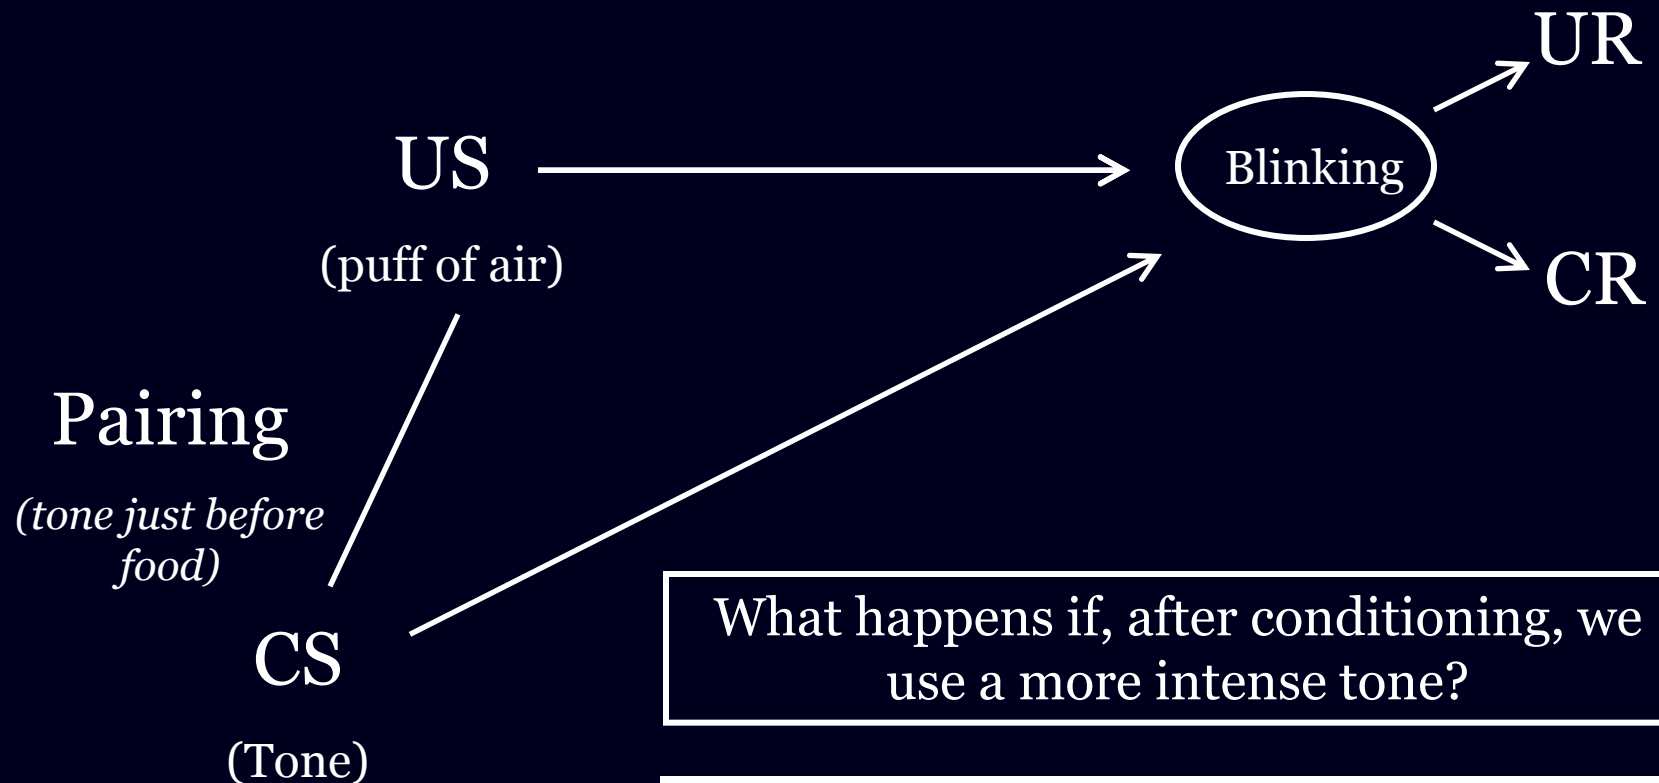 UR
US
Blinking
(puff of air)
CR
Pairing
(tone just before
food)
What happens if, after conditioning, we
use a more intense tone?
CS
(Tone)